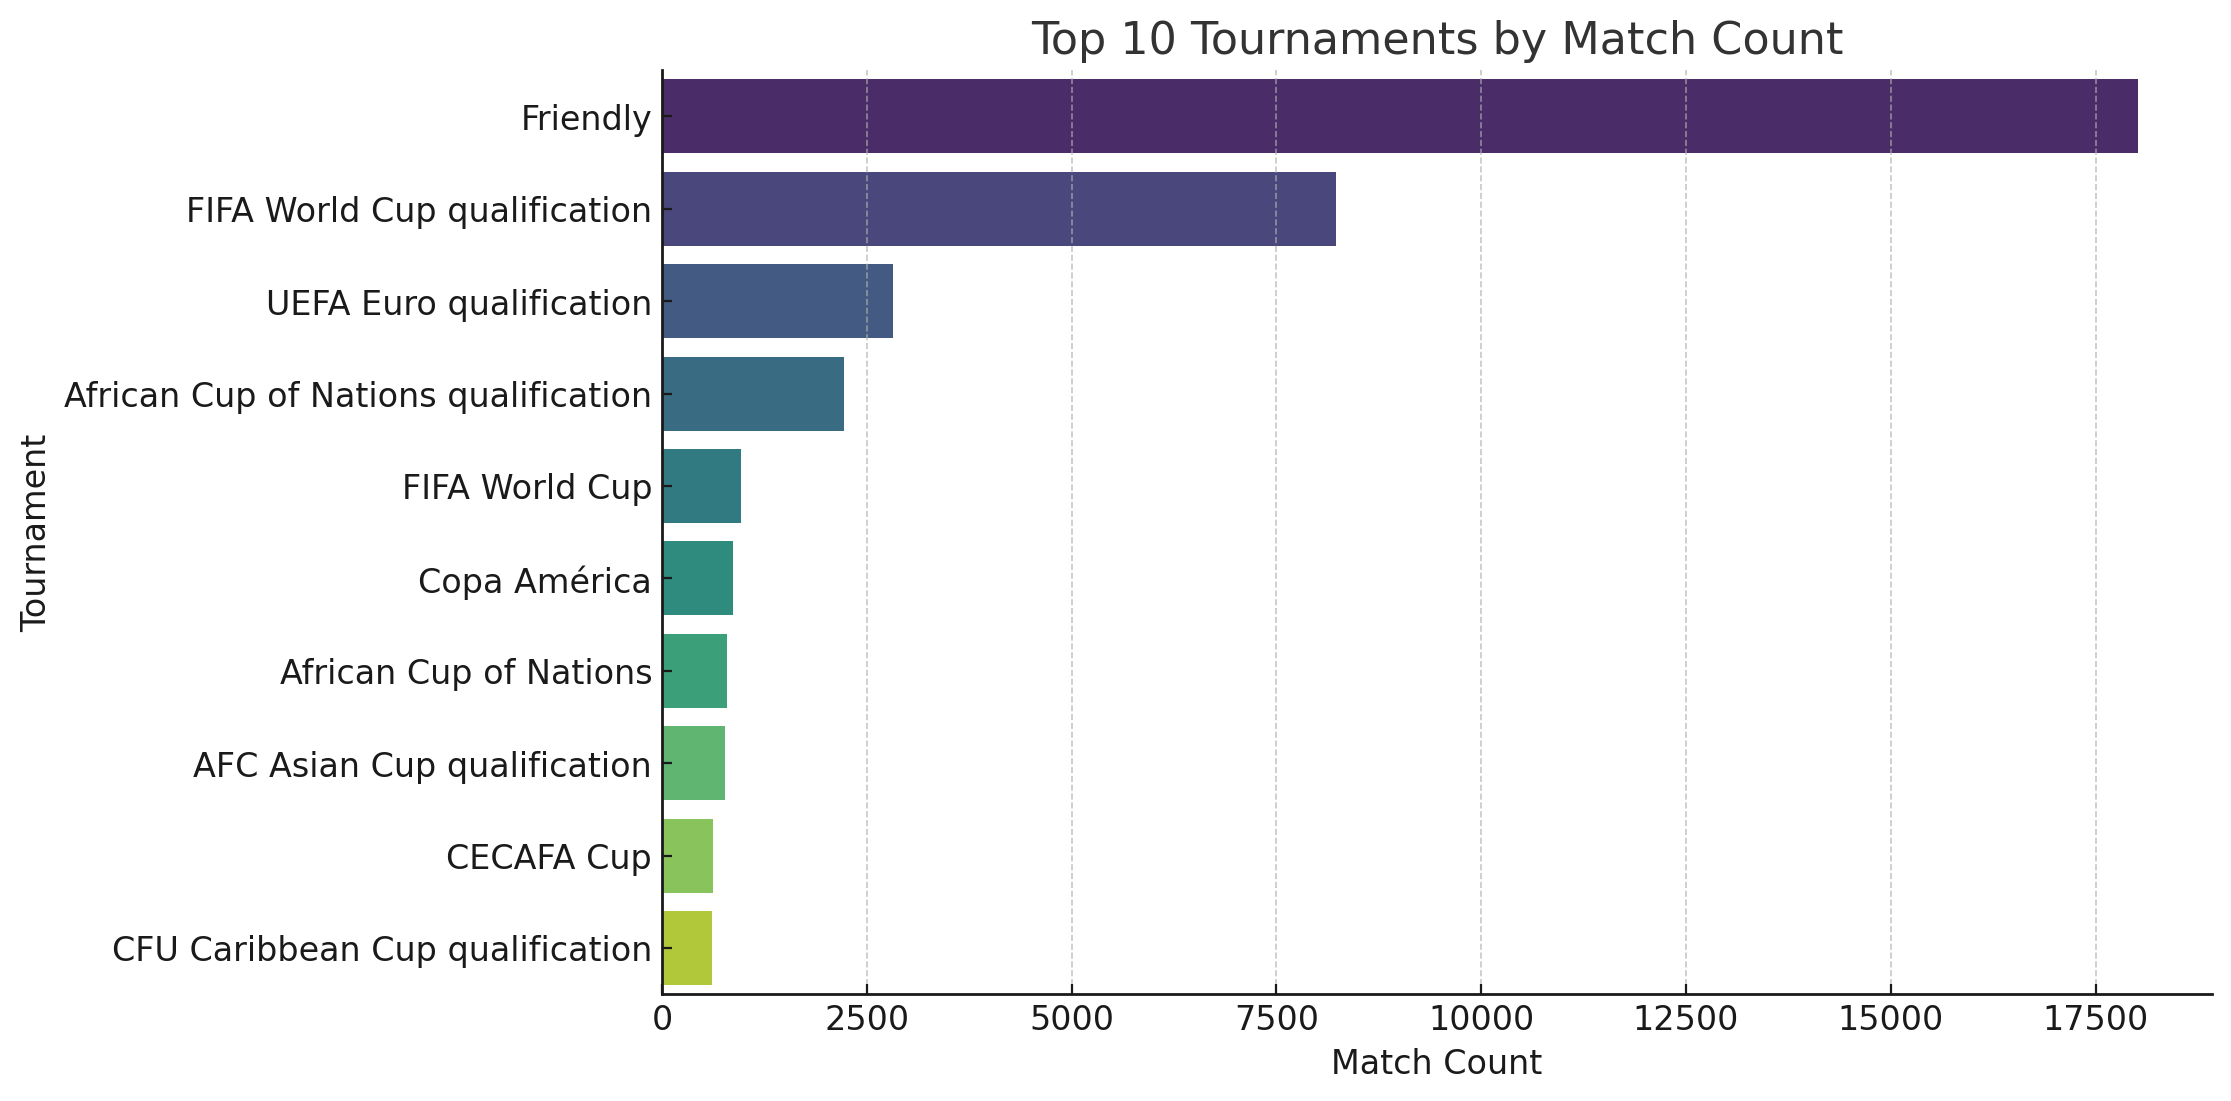 Top 10 Tournaments by Match Count
Tournament
Friendly
FIFA World Cup qualification
UEFA Euro qualification
African Cup of Nations qualification
FIFA World Cup
Copa América
African Cup of Nations
AFC Asian Cup qualification
CECAFA Cup
CFU Caribbean Cup qualification
0 2500 5000 7500 10000 12500 15000 17500
Match Count